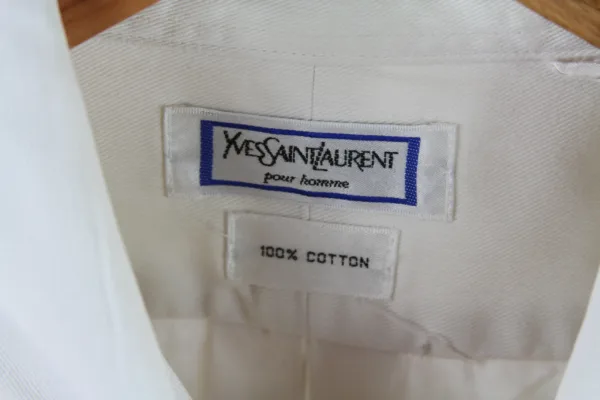 YVESSAINTLAURENT
pour homme
100% COTTON